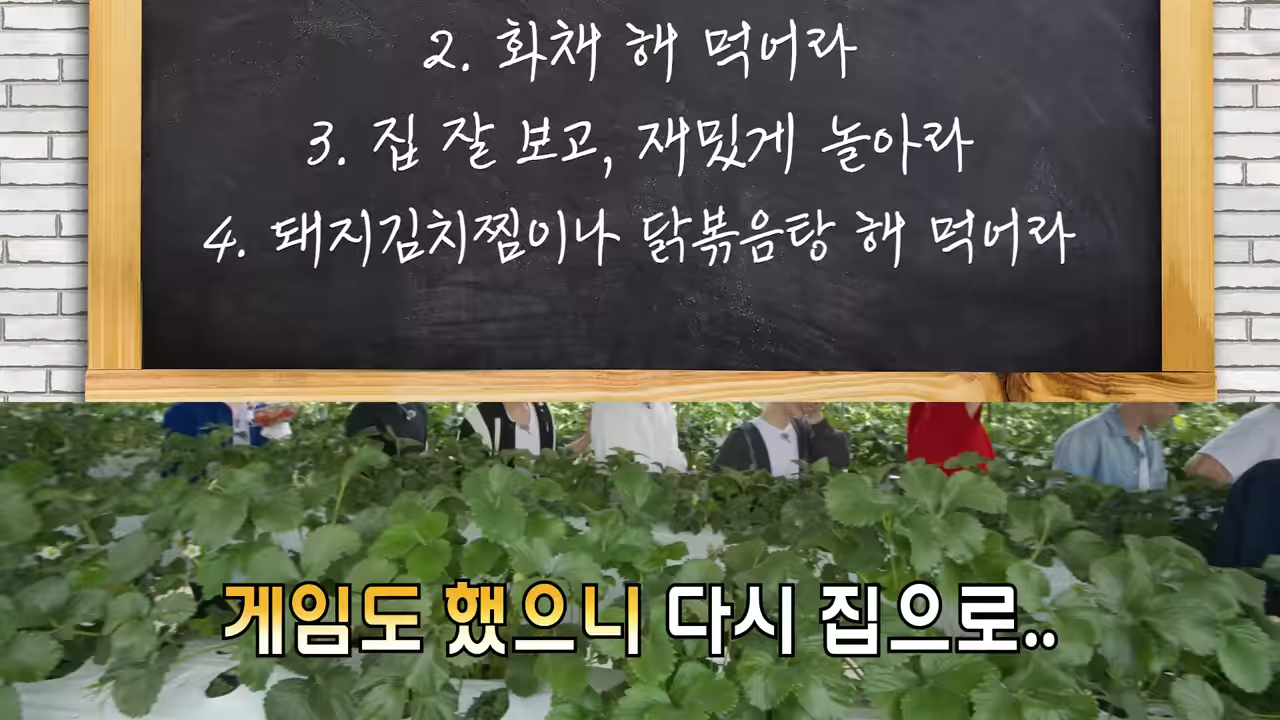 2. 화채 해 먹어라
3. 집 잘 보고, 재밌게 놀아라
4. 돼지김치찜이나 닭볶음탕 해 먹어라
게임도 했으니 다시 집으로..